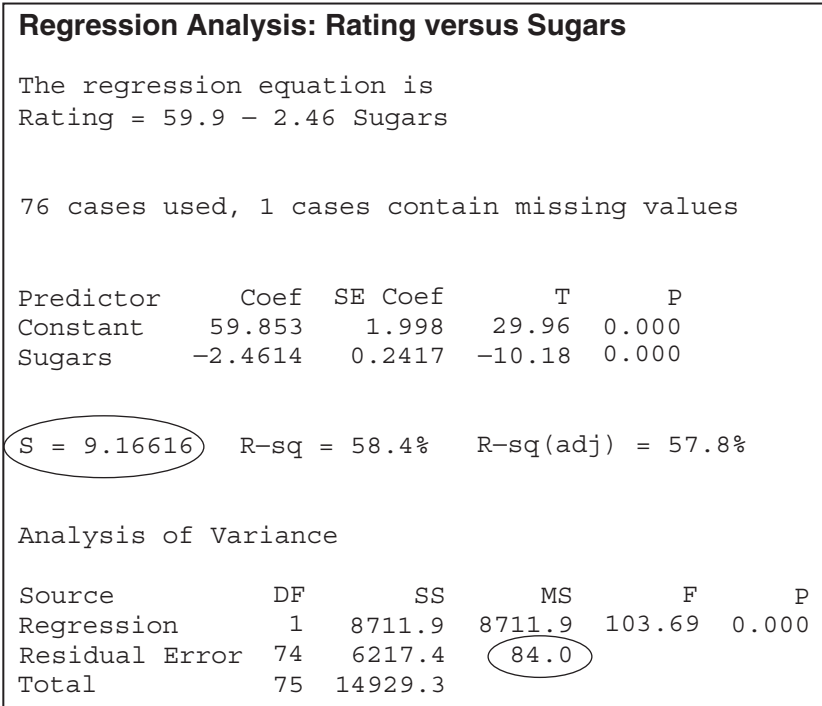 Regression Analysis: Rating versus Sugars
The regression equation is
Rating = 59.9 − 2.46 Sugars
76 cases used, 1 cases contain missing values
Predictor Coef SE Coef T P
Constant 59.853 1.998 29.96 0.000
Sugars −2.4614 0.2417 −10.18 0.000
S = 9.16616 R−sq = 58.4% R−sq(adj) = 57.8%
Analysis of Variance
Source DF SS MS F P
Regression 1 8711.9 8711.9 103.69 0.000
Residual Error 74 6217.4 84.0
Total 75 14929.3